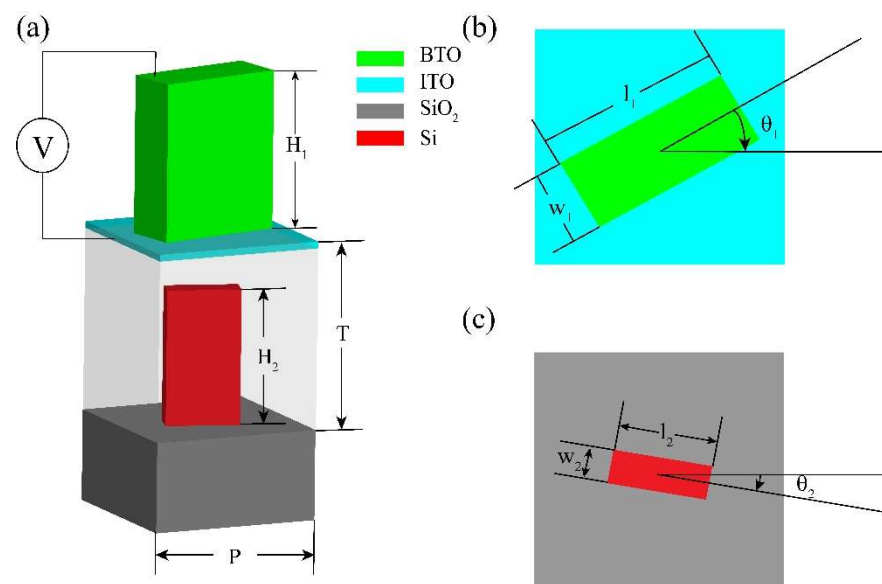 (a)
V
H₁
T
H₂
P
BTO
ITO
SiO₂
Si
(b)
l₁
w₁
θ₁
(c)
l₂
w₂
θ₂